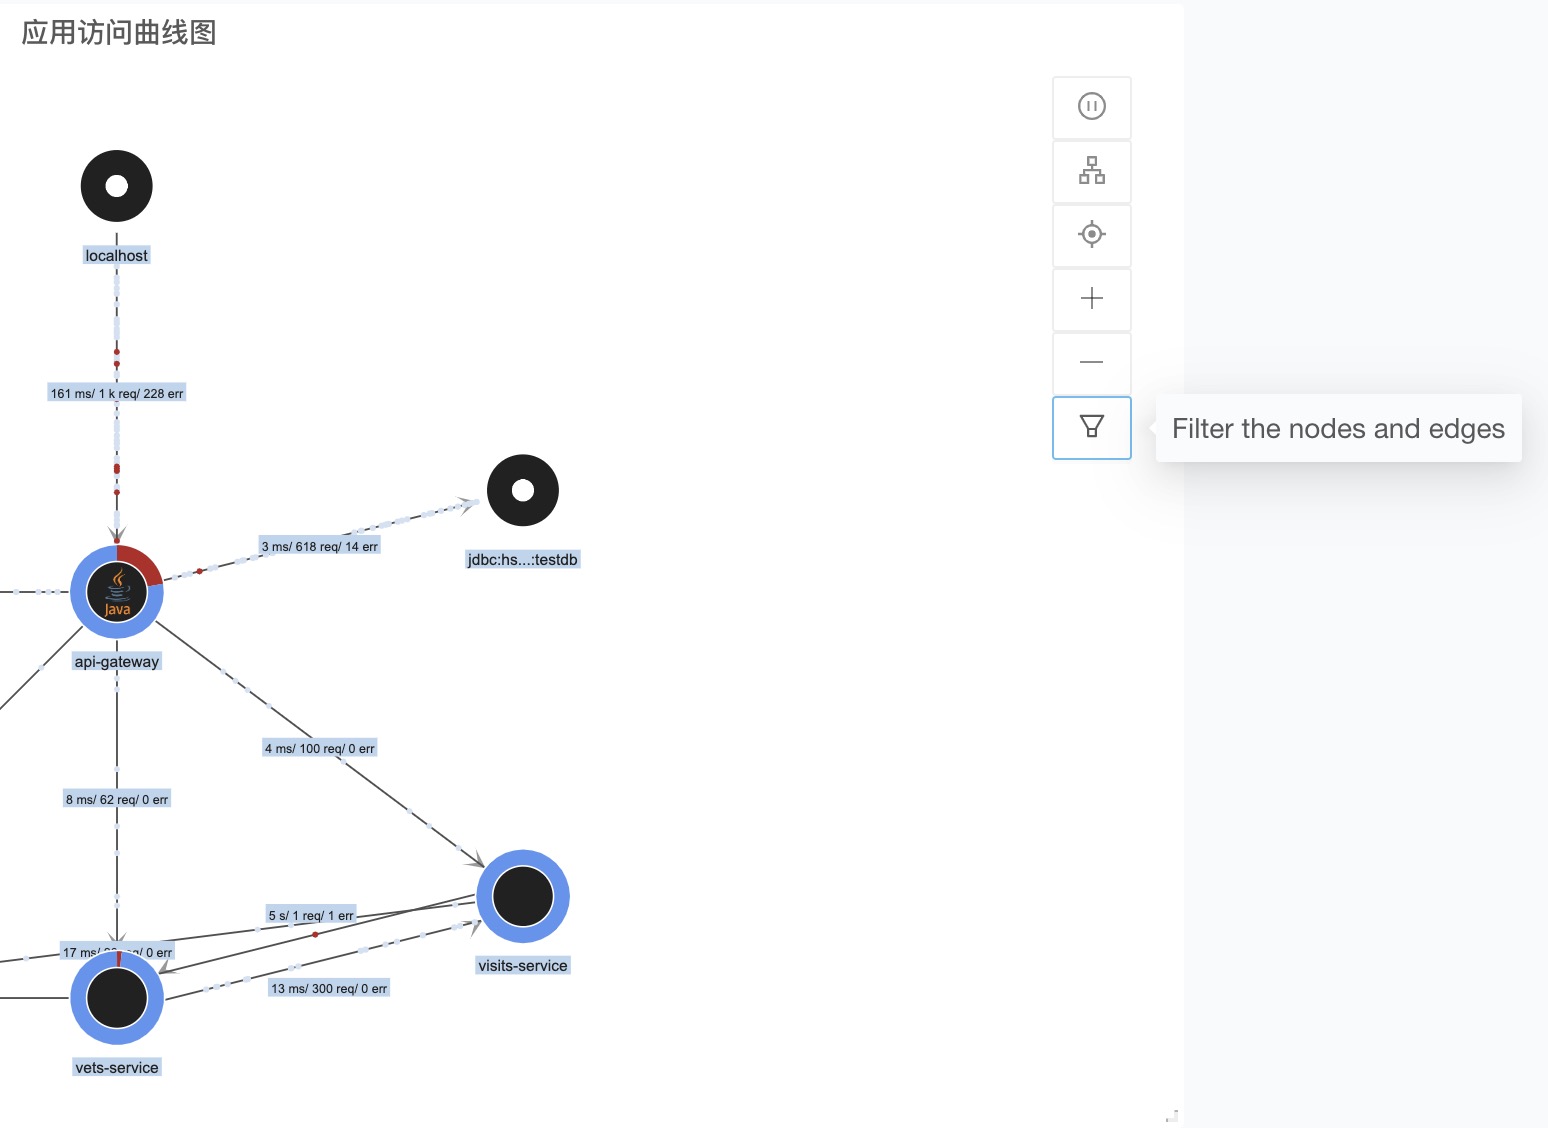 应用访问曲线图
localhost
161 ms/ 1 k req/ 228 err
Filter the nodes and edges
3 ms/ 618 req/ 14 err
jdbc:hs...:testdb
Java
api-gateway
4 ms/ 100 req/ 0 err
8 ms/ 62 req/ 0 err
5 s/ 1 req/ 1 err
17 ms/ req/ 0 err
visits-service
13 ms/ 300 req/ 0 err
vets-service